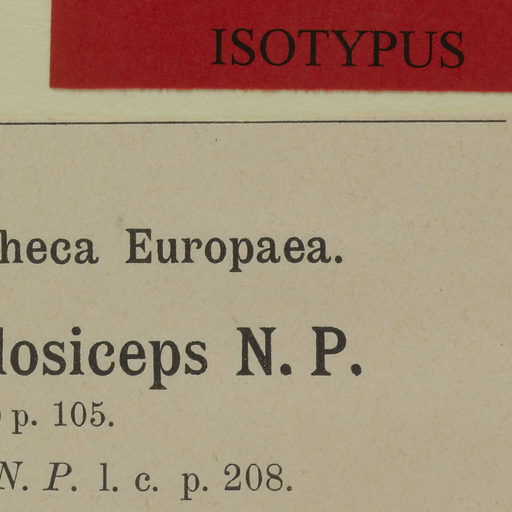 ISOTYPUS
heca Europaea.
losiceps N. P.
p. 105.
N. P. l. c. p. 208.